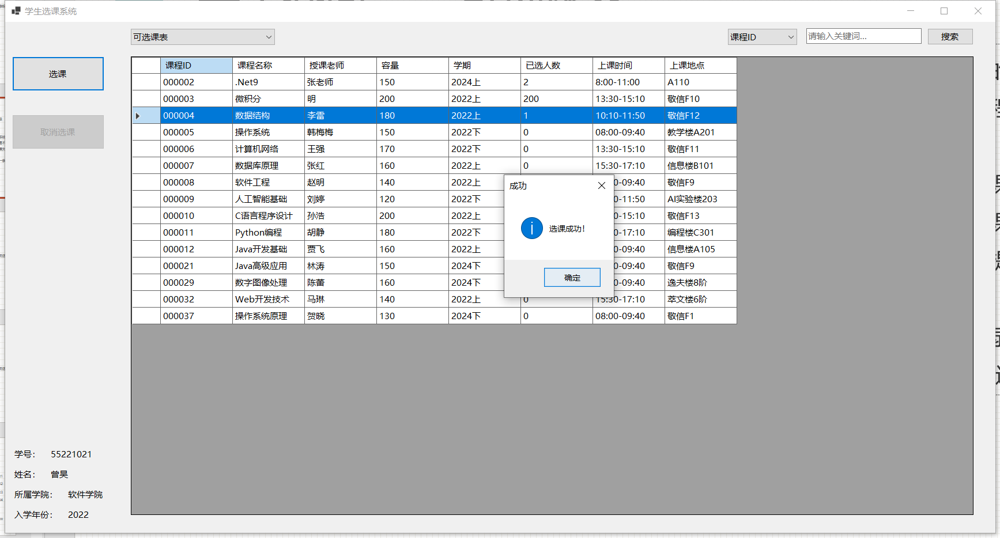 学生选课系统
可选课表 课程ID 请输入关键词... 搜索
选课
取消选课
课程ID 课程名称 授课老师 容量 学期 已选人数 上课时间 上课地点
000002 .Net9 张老师 150 2024上 2 8:00-11:00 A110
000003 微积分 明 200 2022上 200 13:30-15:10 敬信F10
000004 数据结构 李雷 180 2022上 1 10:10-11:50 敬信F12
000005 操作系统 韩梅梅 150 2022下 0 08:00-09:40 教学楼A201
000006 计算机网络 王强 170 2022下 0 13:30-15:10 敬信F11
000007 数据库原理 张红 160 2022上 0 15:30-17:10 信息楼B101
000008 软件工程 赵明 140 2022上 0-09:40 敬信F9
000009 人工智能基础 刘婷 120 2022下 0-11:50 AI实验楼203
000010 C语言程序设计 孙浩 200 2022上 0-15:10 敬信F13
000011 Python编程 胡静 180 2022下 0-17:10 编程楼C301
000012 Java开发基础 贾飞 160 2022上 0-09:40 信息楼A105
000021 Java高级应用 林涛 150 2024下 0-09:40 敬信F9
000029 数字图像处理 陈蕾 160 2024下 0-09:40 逸夫楼8阶
000032 Web开发技术 马琳 140 2022上 0 15:30-17:10 萃文楼6阶
000037 操作系统原理 贺晓 130 2024下 0 08:00-09:40 敬信F1
成功
选课成功！
确定
学号： 55221021
姓名： 曾昊
所属学院： 软件学院
入学年份： 2022